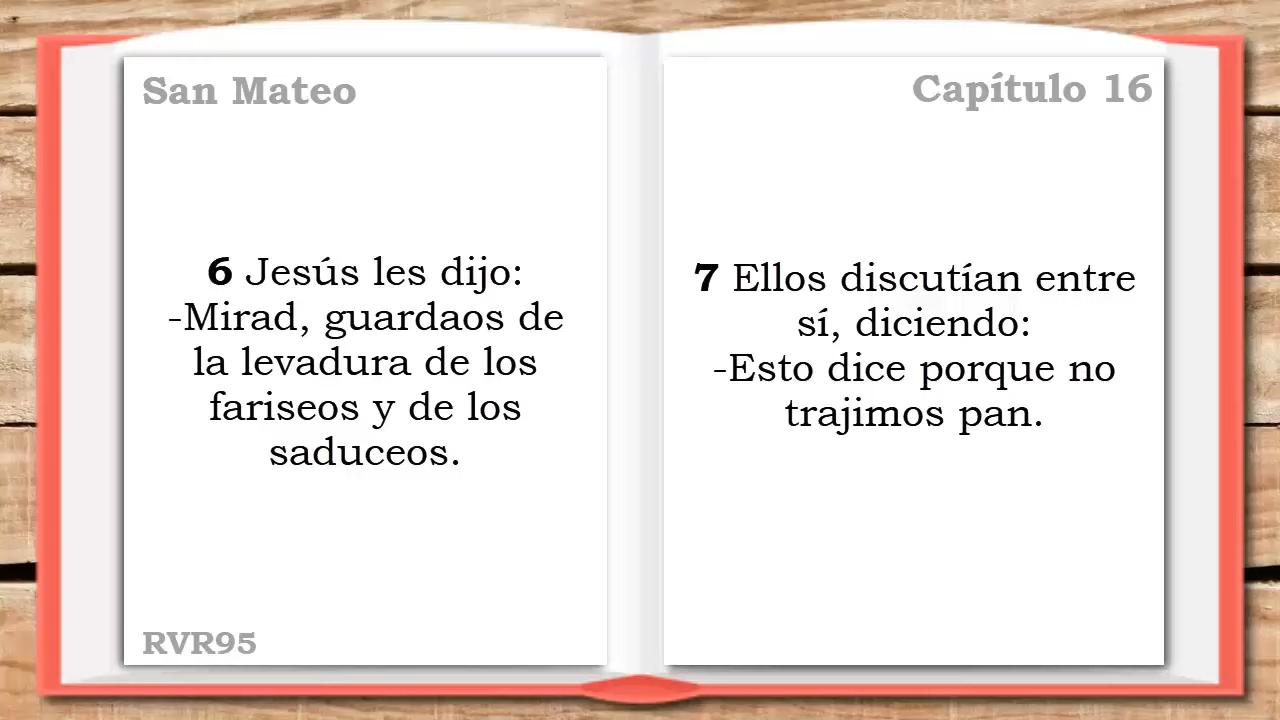 San Mateo
6 Jesús les dijo:
-Mirad, guardaos de
la levadura de los
fariseos y de los
saduceos.
RVR95
Capítulo 16
7 Ellos discutían entre
sí, diciendo:
-Esto dice porque no
trajimos pan.